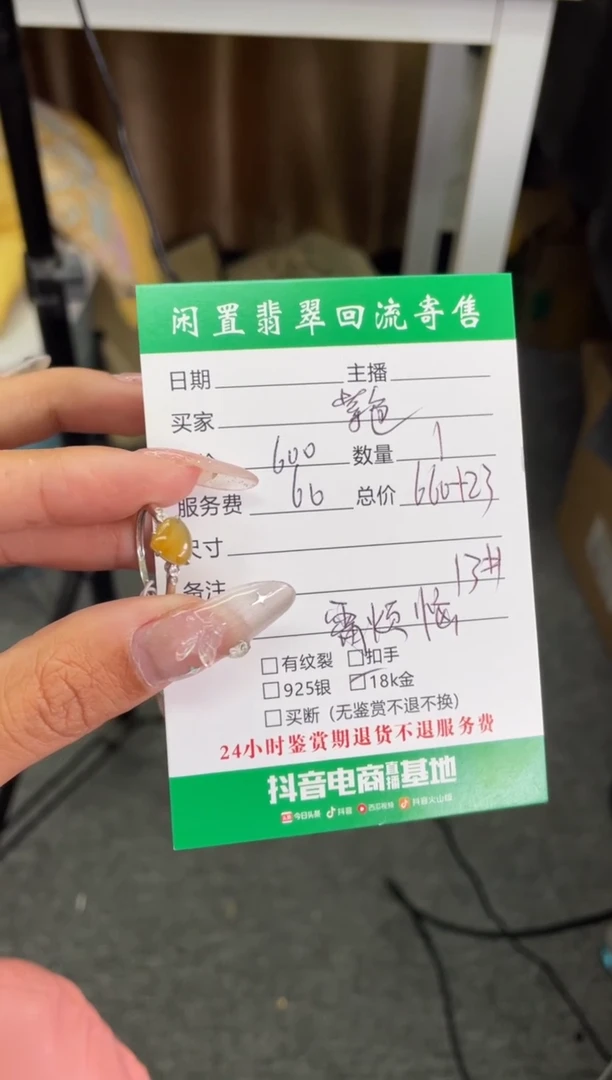 闲置翡翠回流寄售
日期 主播
买家
600 数量 1
服务费 60 总价 660+23
尺寸
备注 13#
烦恼
□有纹裂 □扣手
□925银 □18k金
□买断（无鉴赏不退不换）
24小时鉴赏期退货不退服务费
抖音电商直播基地
今日头条 抖音 西瓜视频 抖音火山版